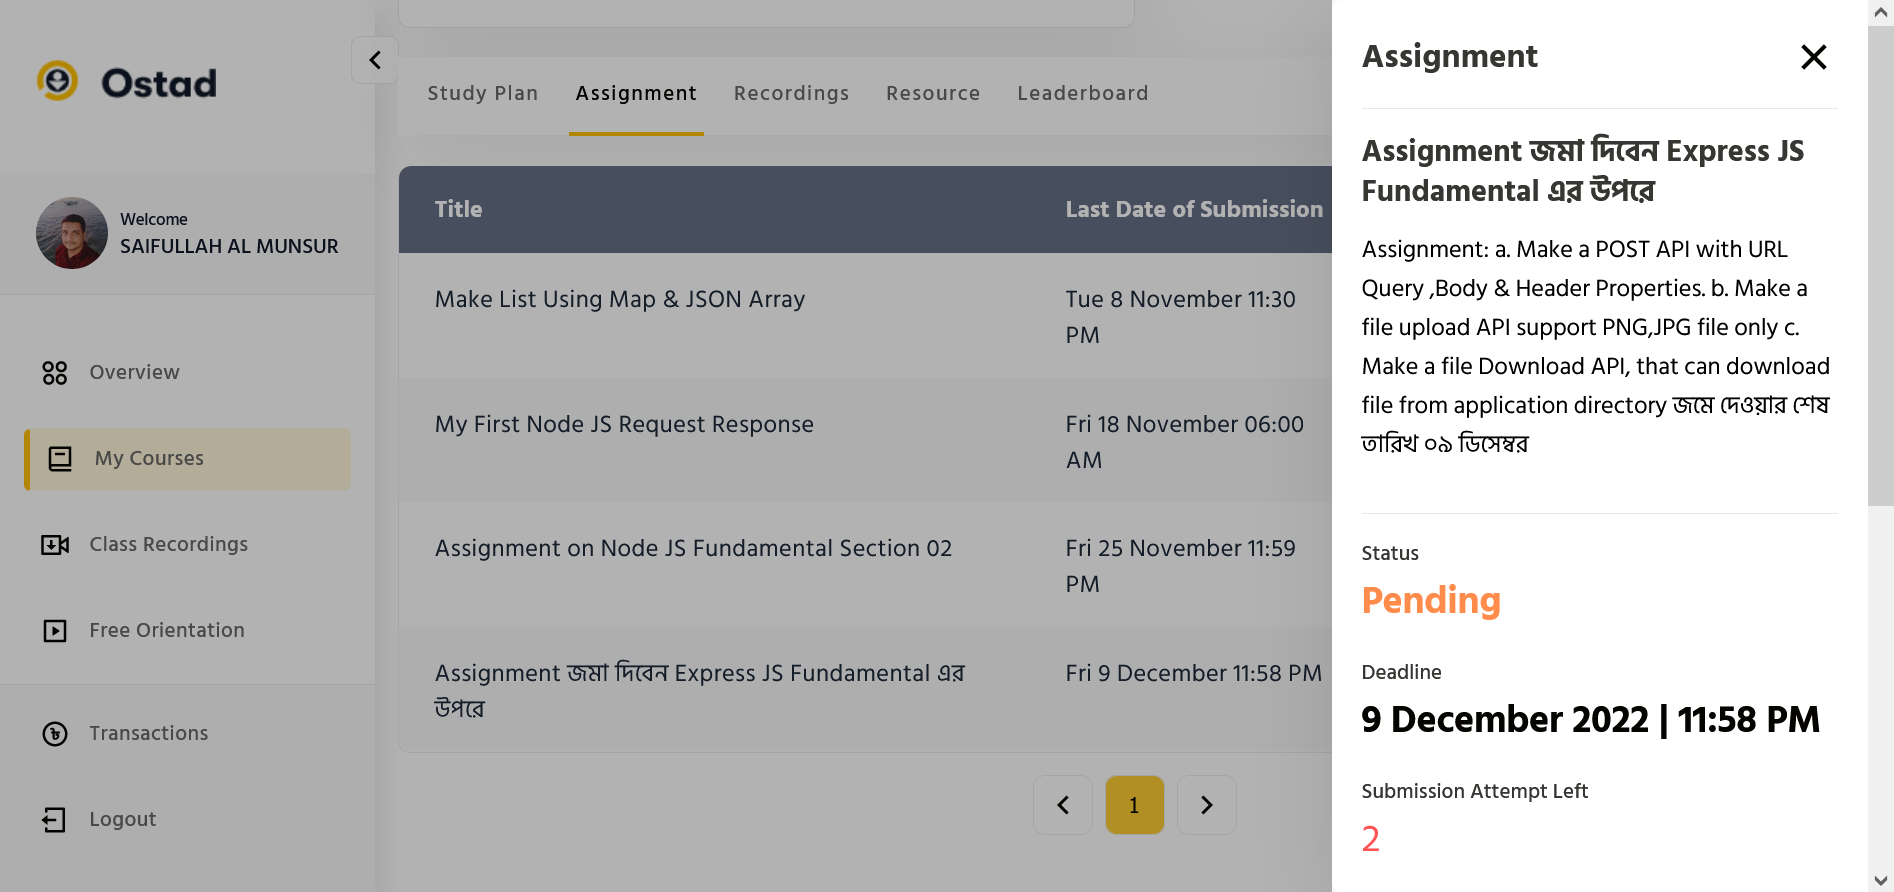 Ostad
Welcome
SAIFULLAH AL MUNSUR
Overview
My Courses
Class Recordings
Free Orientation
Transactions
Logout
Study Plan
Assignment
Recordings
Resource
Leaderboard
Title
Last Date of Submission
Make List Using Map & JSON Array
Tue 8 November 11:30
PM
My First Node JS Request Response
Fri 18 November 06:00
AM
Assignment on Node JS Fundamental Section 02
Fri 25 November 11:59
PM
Assignment জমা দিবেন Express JS Fundamental এর
উপরে
Fri 9 December 11:58 PM
1
Assignment
Assignment জমা দিবেন Express JS
Fundamental এর উপরে
Assignment: a. Make a POST API with URL
Query ,Body & Header Properties. b. Make a
file upload API support PNG,JPG file only c.
Make a file Download API, that can download
file from application directory জমে দেওয়ার শেষ
তারিখ ০৯ ডিসেম্বর
Status
Pending
Deadline
9 December 2022 | 11:58 PM
Submission Attempt Left
2